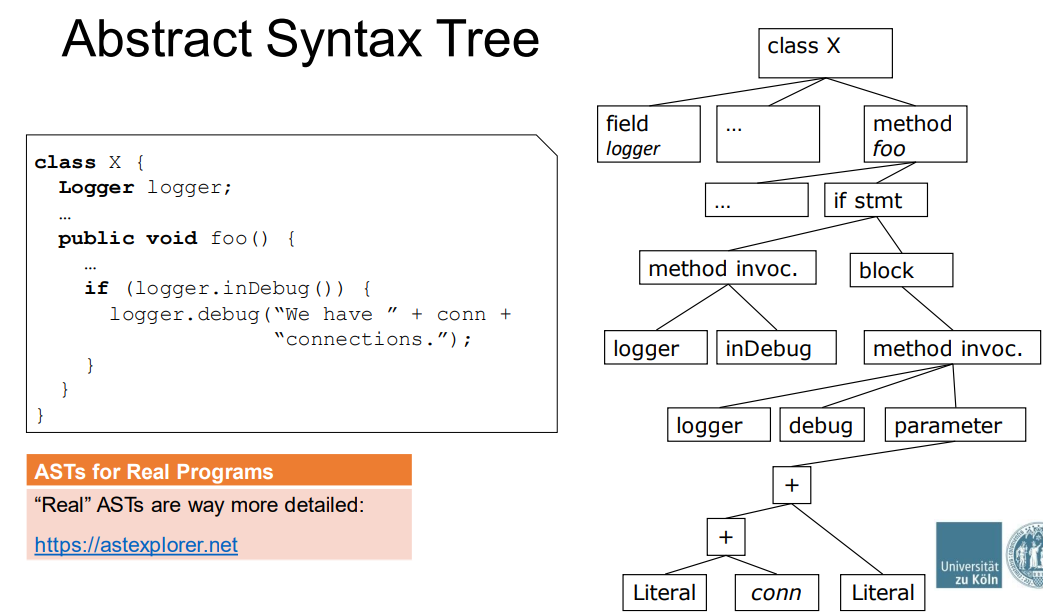 Abstract Syntax Tree
class X {
Logger logger;
…
public void foo() {
…
if (logger.inDebug()) {
logger.debug(“We have ” + conn +
“connections.”);
}
}
}
ASTs for Real Programs
“Real” ASTs are way more detailed:
https://astexplorer.net
class X
field
logger
...
method
foo
...
if stmt
method invoc.
block
logger
inDebug
method invoc.
logger
debug
parameter
+
+
Literal
conn
Literal
Universität
zu Köln